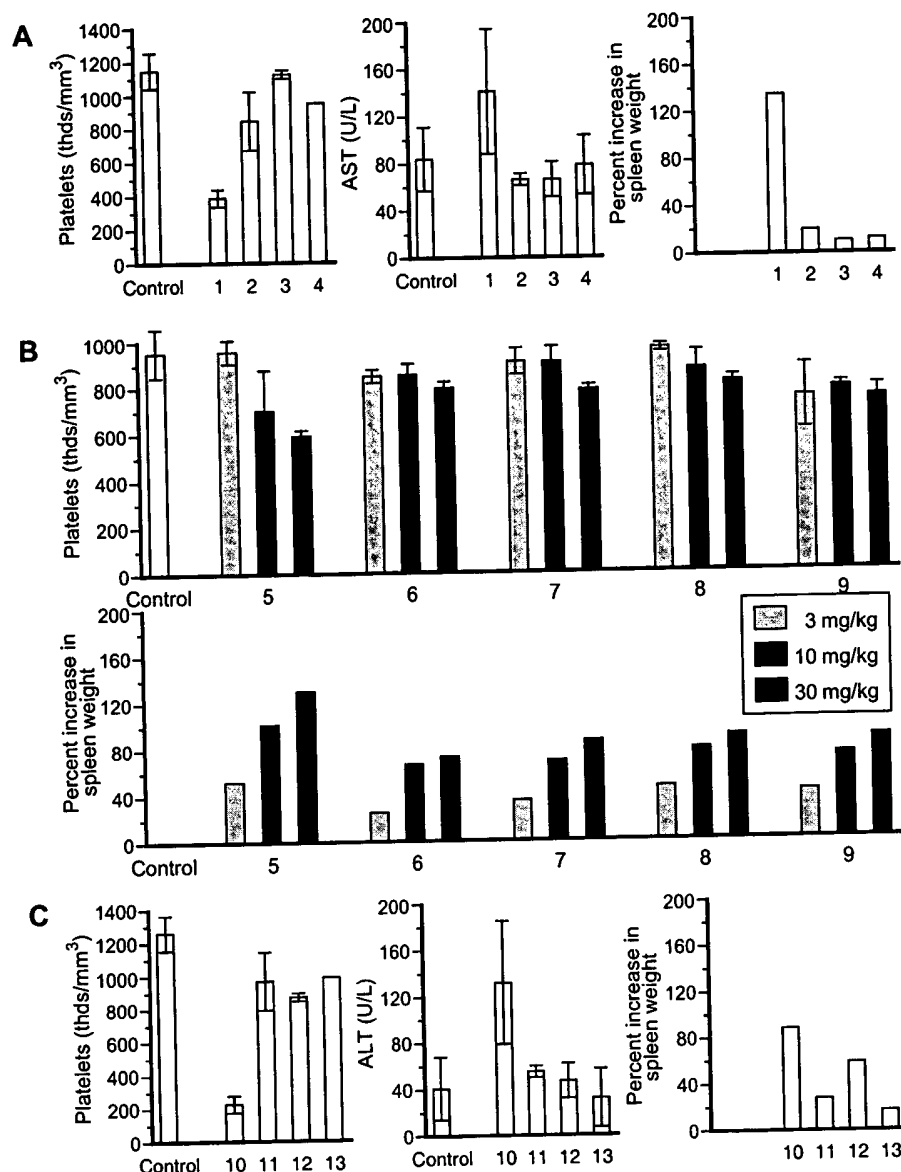 A
Platelets (thds/mm³)
1400
1200
1000
800
600
400
200
0
Control 1 2 3 4
AST (U/L)
200
160
120
80
40
0
Control 1 2 3 4
Percent increase in
spleen weight
200
160
120
80
40
0
1 2 3 4
B
Platelets (thds/mm³)
1000
800
600
400
200
0
Control 5 6 7 8 9
3 mg/kg
10 mg/kg
30 mg/kg
Percent increase in
spleen weight
200
160
120
80
40
0
Control 5 6 7 8 9
C
Platelets (thds/mm³)
1400
1200
1000
800
600
400
200
0
Control 10 11 12 13
ALT (U/L)
200
160
120
80
40
0
Control 10 11 12 13
Percent increase in
spleen weight
200
160
120
80
40
0
10 11 12 13